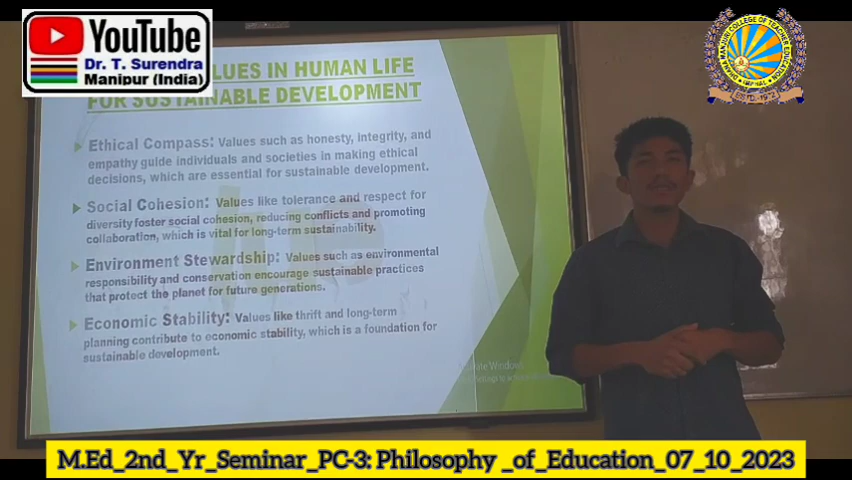 YouTube
Dr. T. Surendra
Manipur (India)
LUES IN HUMAN LIFE
FOR SUSTAINABLE DEVELOPMENT
Ethical Compass: Values such as honesty, integrity, and
empathy guide individuals and societies in making ethical
decisions, which are essential for sustainable development.
Social Cohesion: Values like tolerance and respect for
diversity foster social cohesion, reducing conflicts and promoting
collaboration, which is vital for long-term sustainability.
Environment Stewardship: Values such as environmental
responsibility and conservation encourage sustainable practices
that protect the planet for future generations.
Economic Stability: Values like thrift and long-term
planning contribute to economic stability, which is a foundation for
sustainable development.
Windows
COLLEGE OF TEACHER EDUCATION
M.Ed_2nd_Yr_Seminar_PC-3: Philosophy _of_Education_07_10_2023